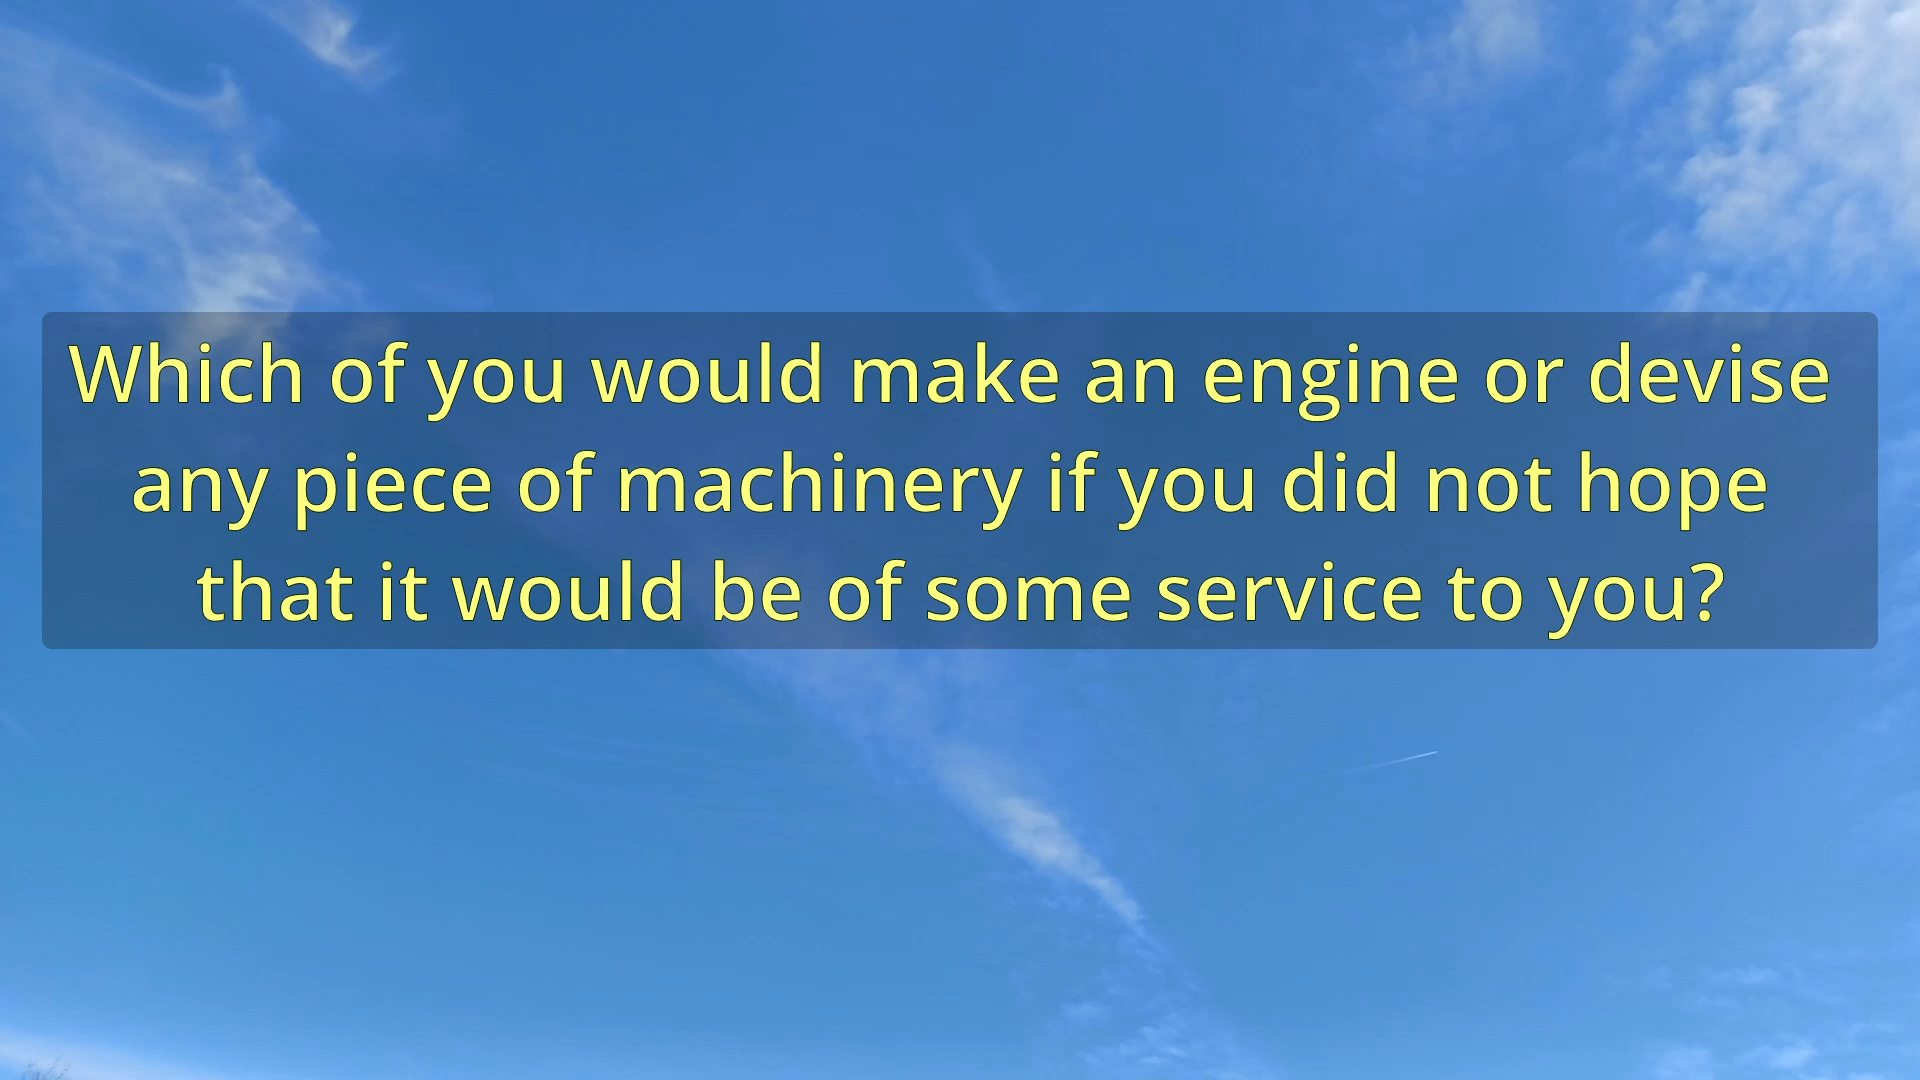 Which of you would make an engine or devise
any piece of machinery if you did not hope
that it would be of some service to you?